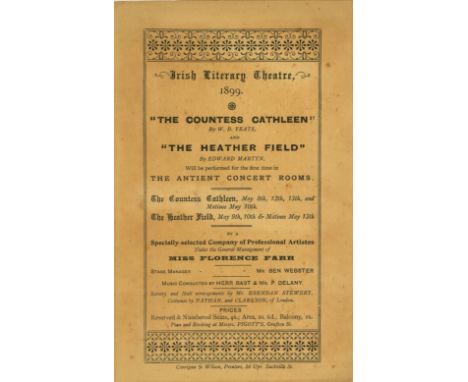 Irish Literary Theatre,
1899.
"THE COUNTESS CATHLEEN"
By W. B. YEATS,
AND
"THE HEATHER FIELD"
By EDWARD MARTYN,
Will be performed for the first time in
THE ANTIENT CONCERT ROOMS.
The Countess Cathleen, May 8th, 12th, 13th, and
Matinee May 10th.
The Heather Field, May 9th, 10th & Matinee May 13th
BY A
Specially-selected Company of Professional Artistes
Under the General Management of
MISS FLORENCE FARR
STAGE MANAGER - - MR. BEN WEBSTER
MUSIC CONDUCTED BY HERR BAST & MR. P. DELANY
Scenery and Hall arrangements by Mr. BRENDAN STEWART,
Costumes by NATHAN, and CLARKSON, of London.
PRICES
Reserved & Numbered Seats, 4s.; Area, 2s. 6d.; Balcony, 1s.
Plan and Booking at Messrs. PIGOTT'S, Grafton St.
Corrigan & Wilson, Printers, 24 Upr. Sackville St.